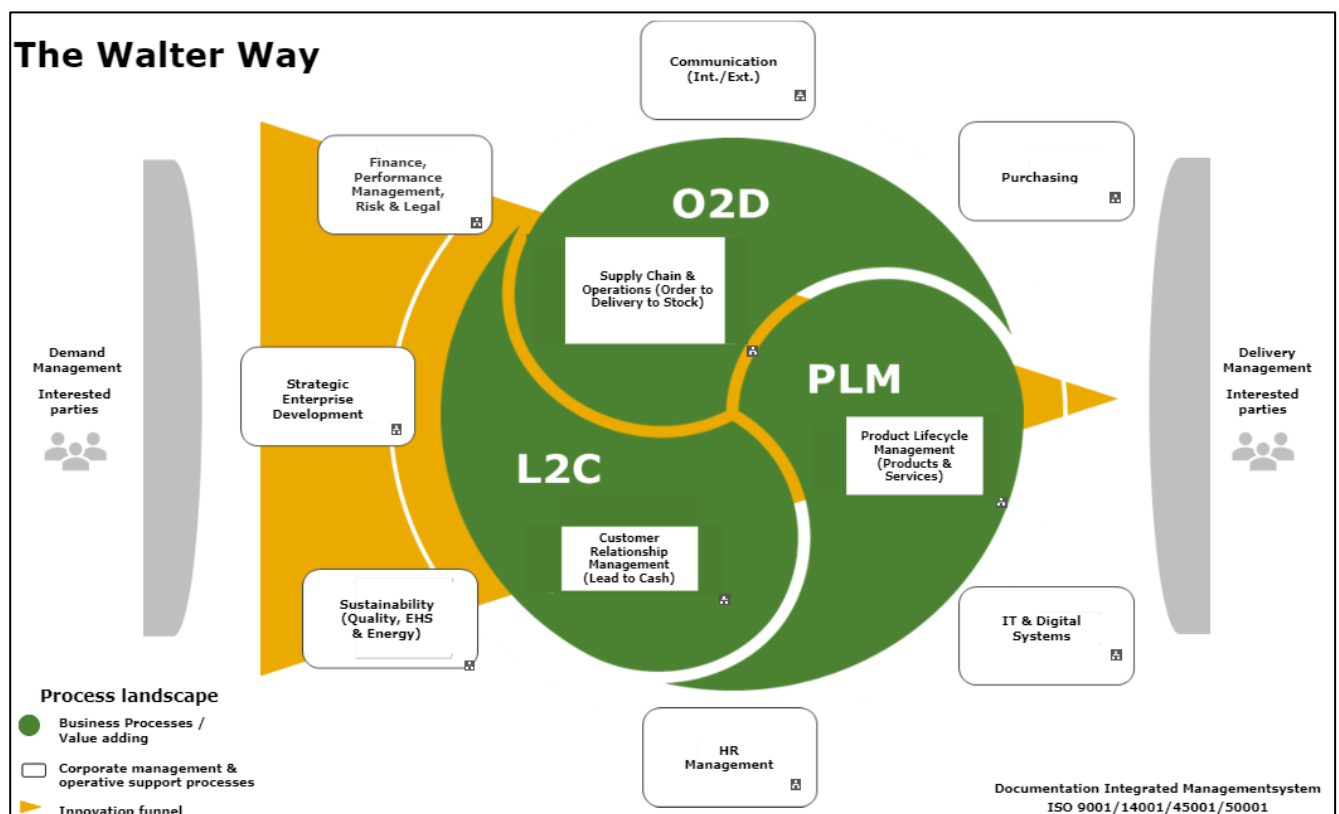 The Walter Way
Communication
(Int./Ext.)
Finance,
Performance
Management,
Risk & Legal
O2D
Purchasing
Supply Chain &
Operations (Order to
Delivery to Stock)
Demand
Management
Interested
parties
Strategic
Enterprise
Development
PLM
Product Lifecycle
Management
(Products &
Services)
Delivery
Management
Interested
parties
L2C
Customer
Relationship
Management
(Lead to Cash)
Sustainability
(Quality, EHS
& Energy)
IT & Digital
Systems
HR
Management
Process landscape
Business Processes /
Value adding
Corporate management &
operative support processes
Innovation funnel
Documentation Integrated Managementsystem
ISO 9001/14001/45001/50001